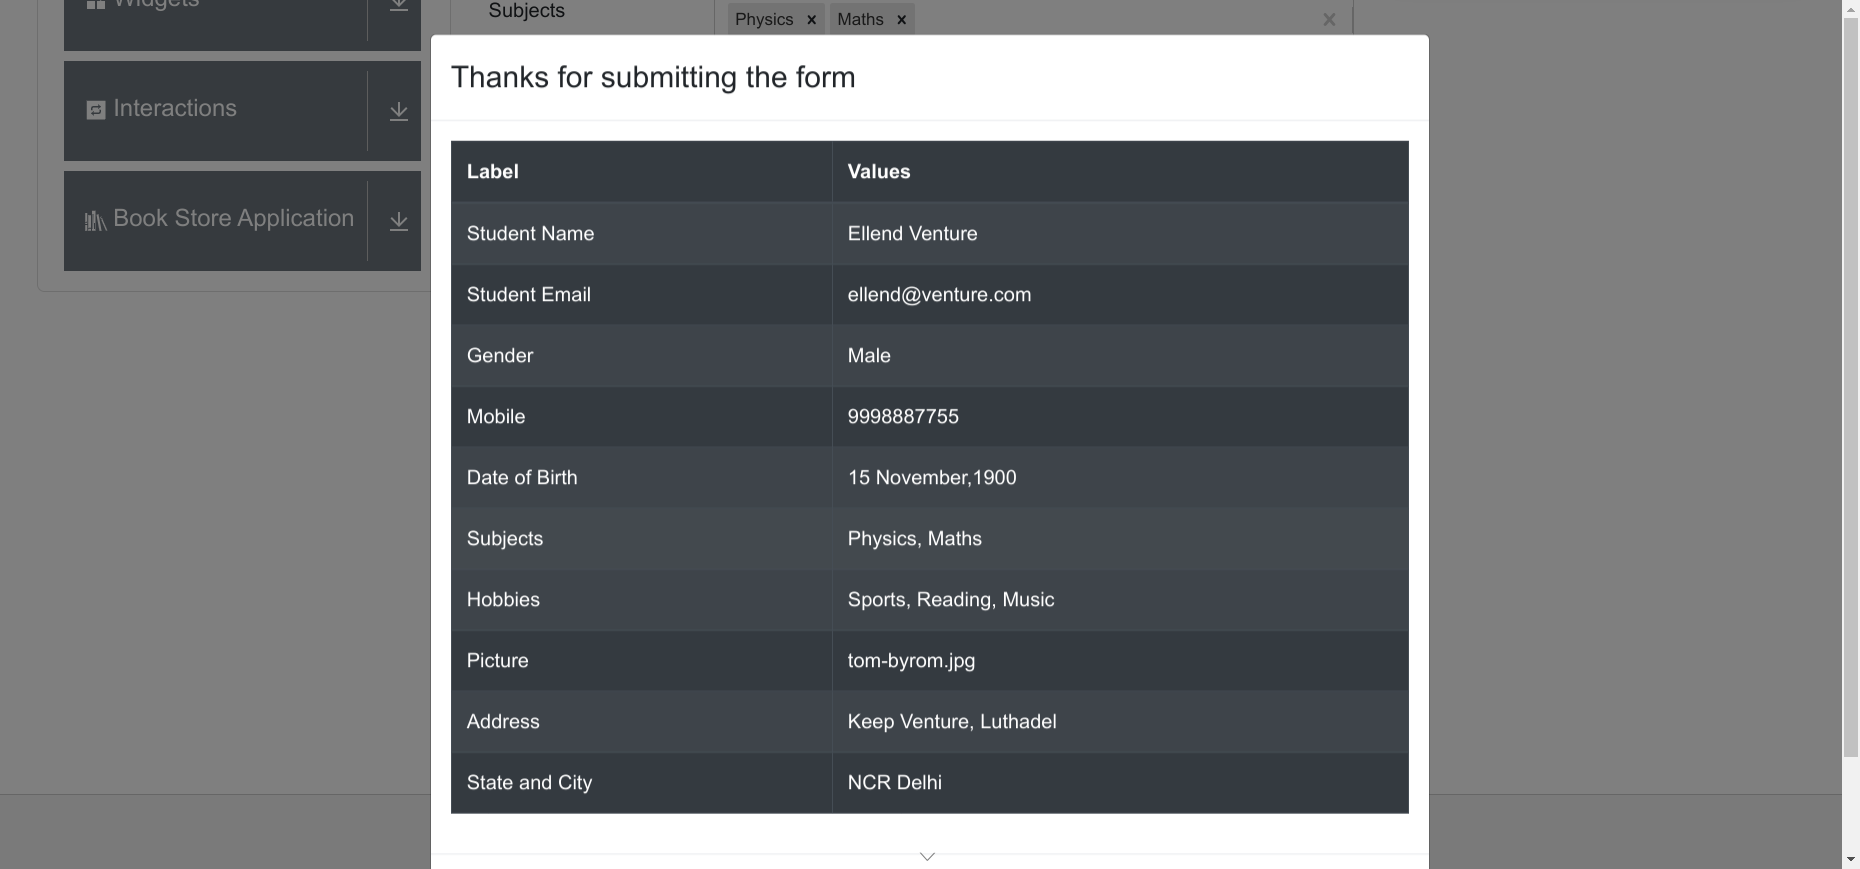 Widgets
Subjects
Physics × Maths ×
Interactions
Book Store Application
Thanks for submitting the form
Label Values
Student Name Ellend Venture
Student Email ellend@venture.com
Gender Male
Mobile 9998887755
Date of Birth 15 November,1900
Subjects Physics, Maths
Hobbies Sports, Reading, Music
Picture tom-byrom.jpg
Address Keep Venture, Luthadel
State and City NCR Delhi